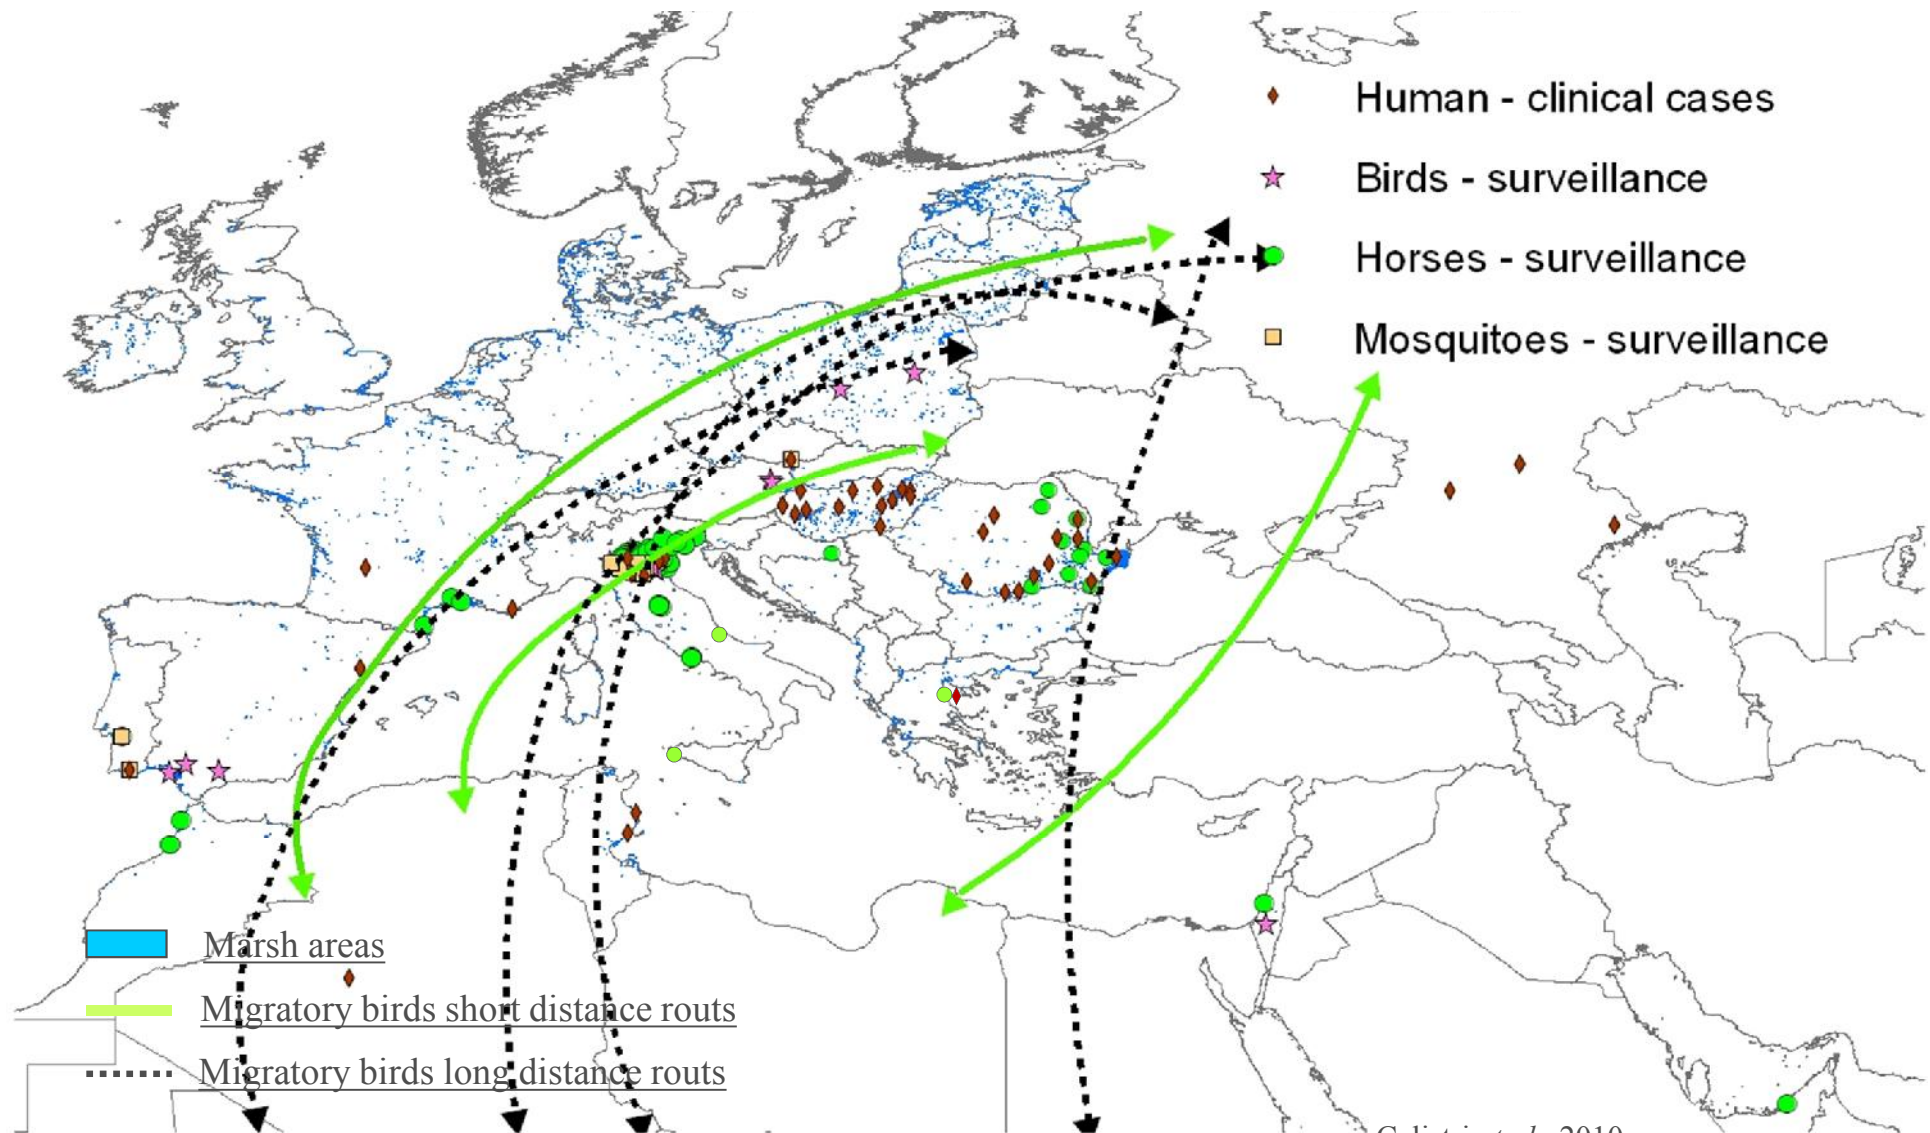 Human - clinical cases
Birds - surveillance
Horses - surveillance
Mosquitoes - surveillance
Marsh areas
Migratory birds short distance routs
Migratory birds long distance routs
2010